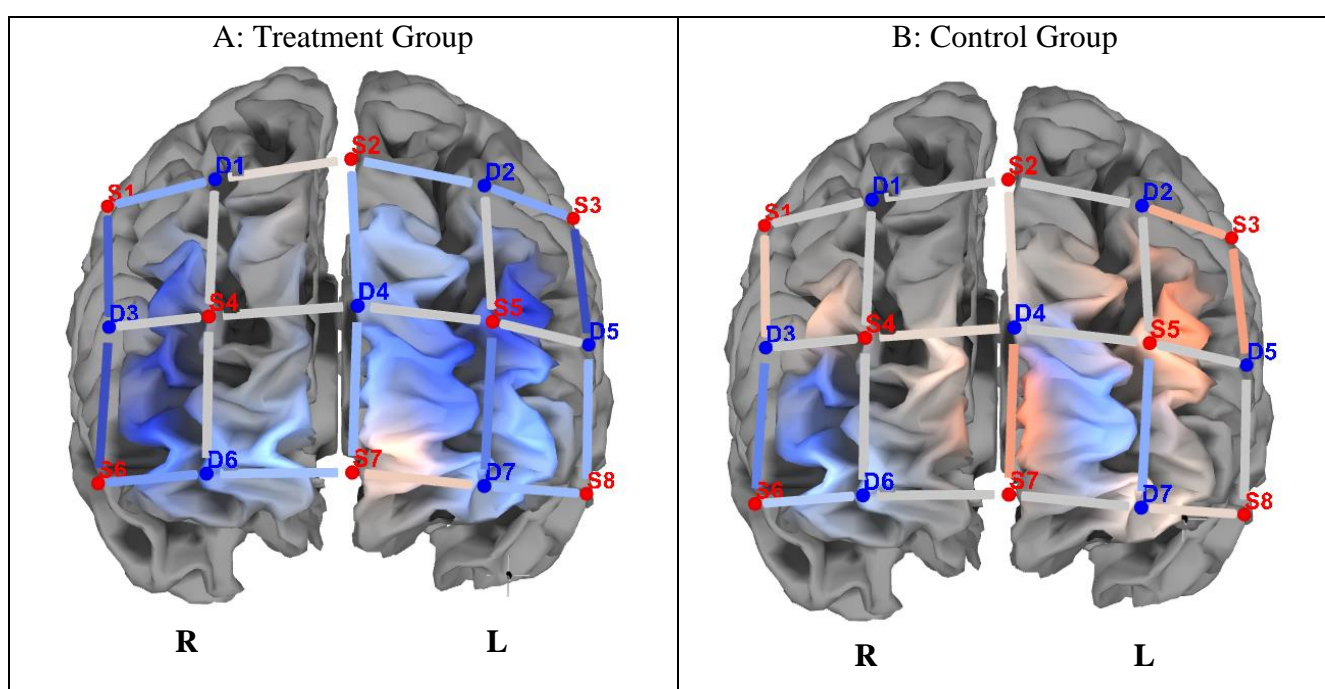 A: Treatment Group
S2
D1
D2
S1
S3
D4
S4
S5
D3
D5
S7
D6
S6
D7
S8
R
L
B: Control Group
S2
D1
D2
S1
S3
D4
S4
S5
D3
D5
S7
D6
S6
D7
S8
R
L